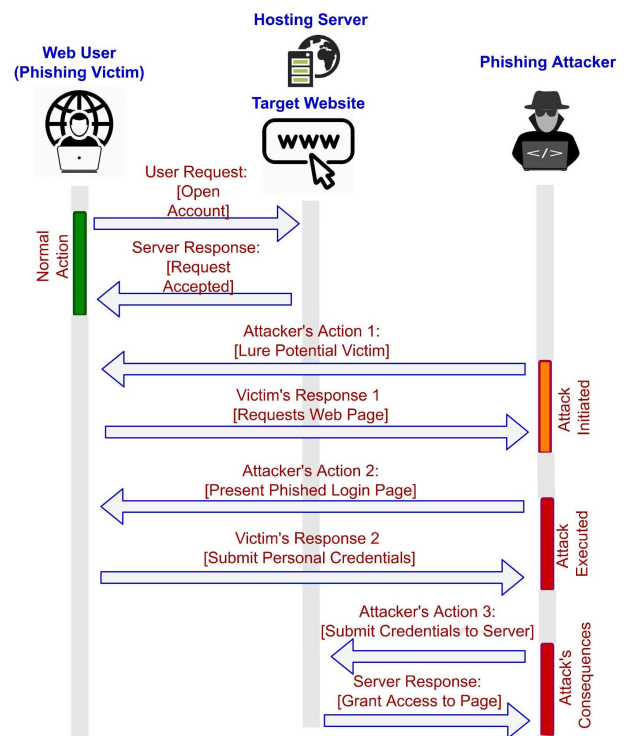 Hosting Server
Web User
(Phishing Victim)
Phishing Attacker
Target Website
www
</>
User Request:
[Open
Account]
Normal
Action
Server Response:
[Request
Accepted]
Attacker's Action 1:
[Lure Potential Victim]
Victim's Response 1
[Requests Web Page]
Attack
Initiated
Attacker's Action 2:
[Present Phished Login Page]
Victim's Response 2
[Submit Personal Credentials]
Attack
Executed
Attacker's Action 3:
[Submit Credentials to Server]
Server Response:
[Grant Access to Page]
Attack's
Consequences